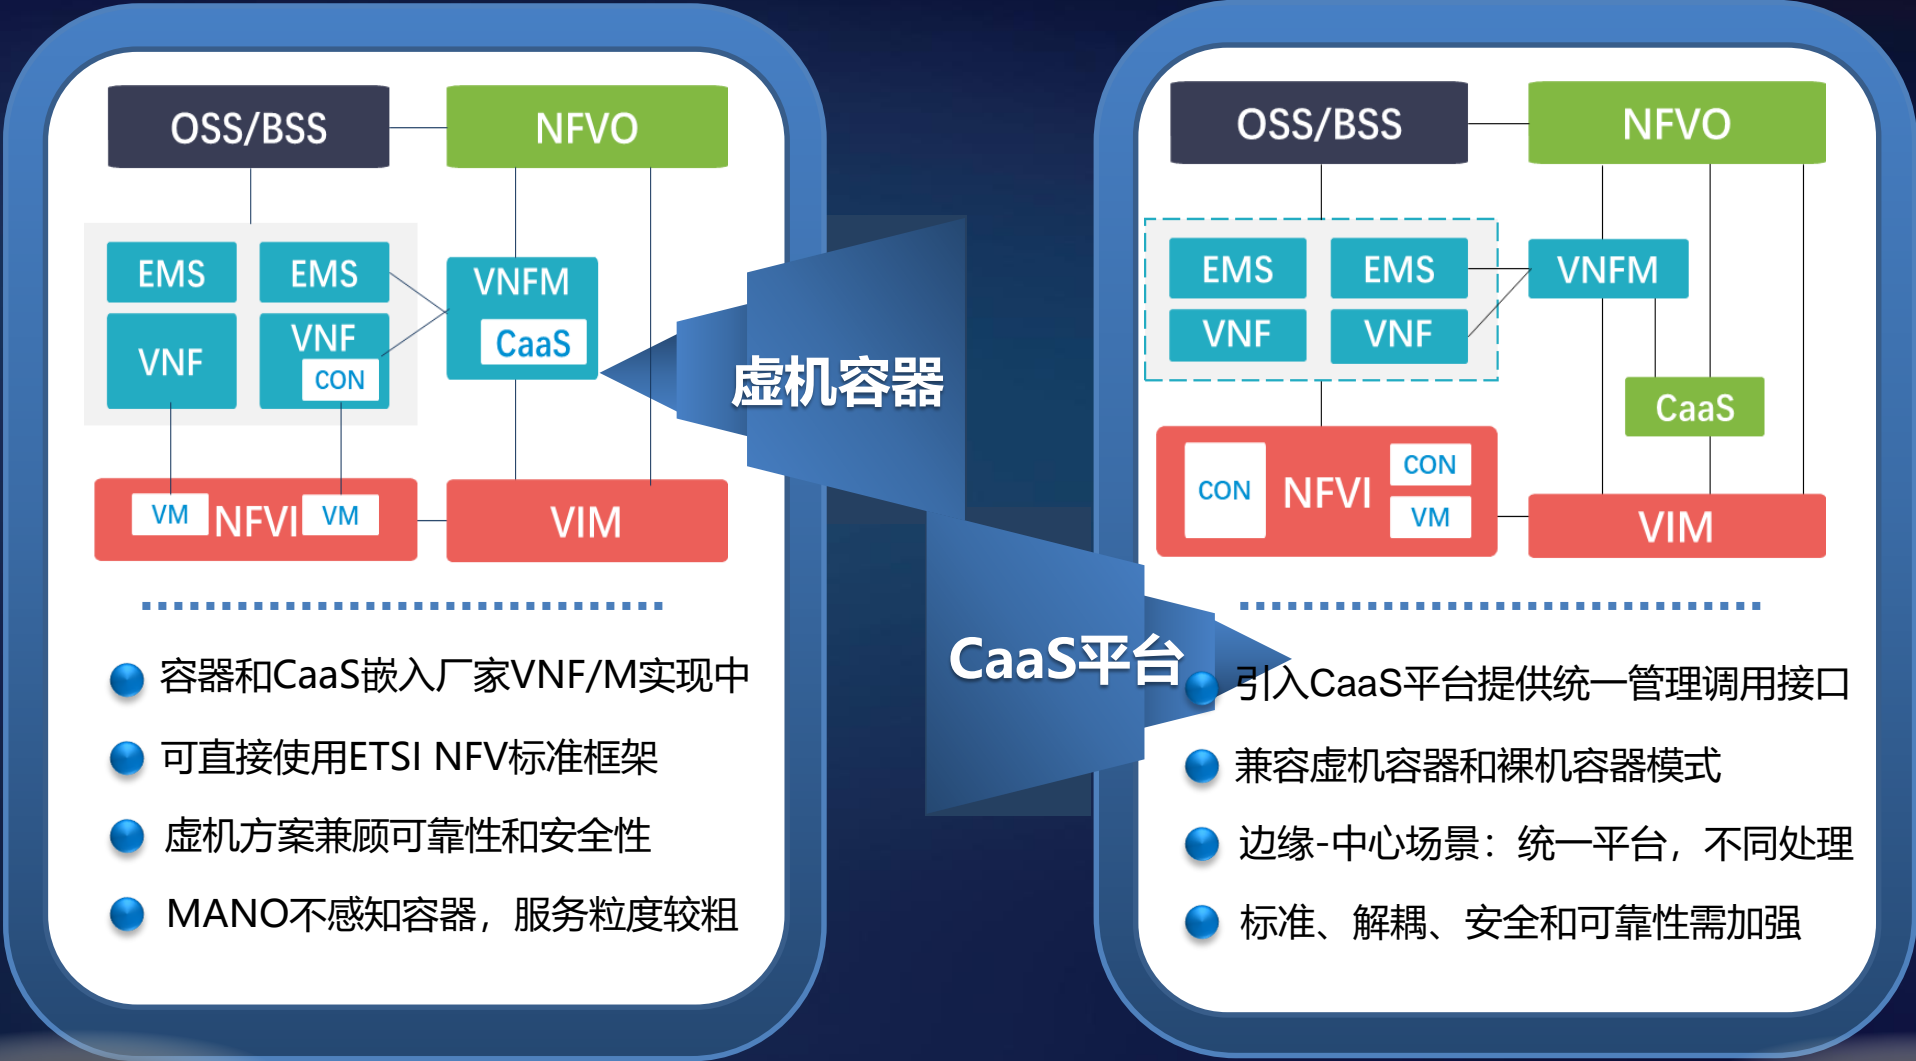 OSS/BSS
NFVO
EMS
EMS
VNFM
CaaS
VNF
VNF
CON
VM
NFVI
VM
VIM
容器和CaaS嵌入厂家VNF/M实现中
可直接使用ETSI NFV标准框架
虚机方案兼顾可靠性和安全性
MANO不感知容器，服务粒度较粗
虚机容器
CaaS平台
OSS/BSS
NFVO
EMS
EMS
VNFM
VNF
VNF
CaaS
CON
NFVI
CON
VM
VIM
引入CaaS平台提供统一管理调用接口
兼容虚机容器和裸机容器模式
边缘-中心场景：统一平台，不同处理
标准、解耦、安全和可靠性需加强